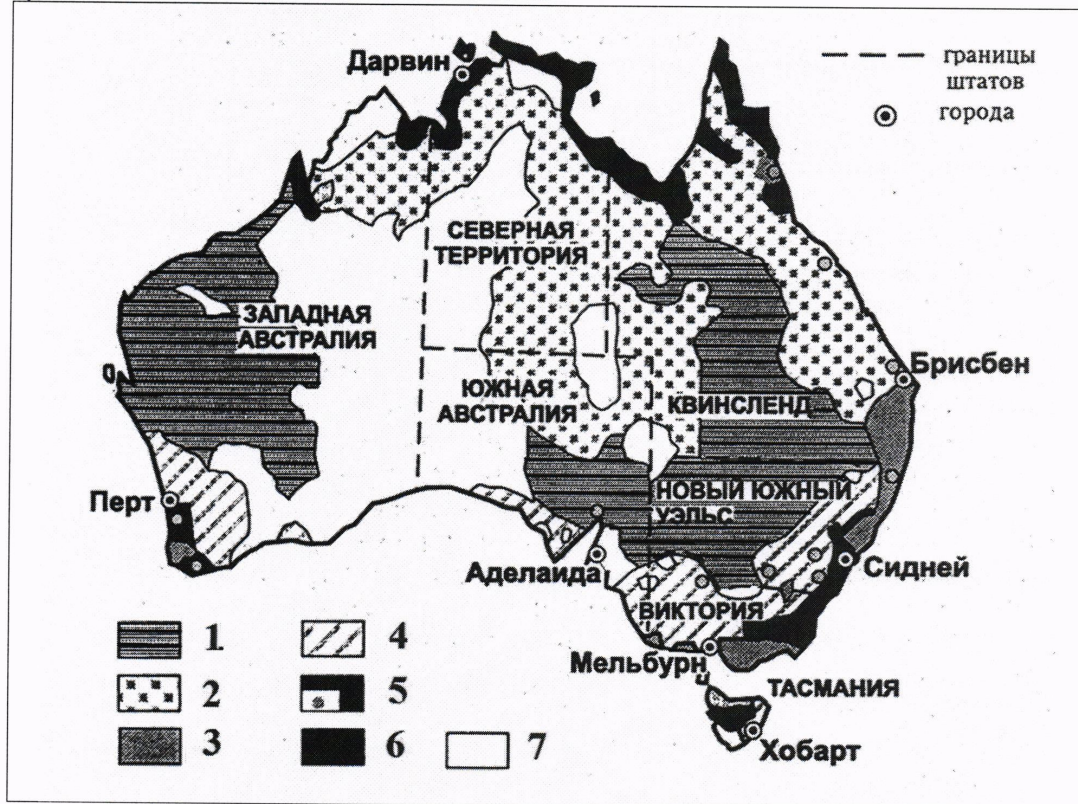 Дарвин
границы
штатов
города
СЕВЕРНАЯ
ТЕРРИТОРИЯ
ЗАПАДНАЯ
АВСТРАЛИЯ
ЮЖНАЯ
АВСТРАЛИЯ
КВИНСЛЕНД
Брисбен
Перт
НОВЫЙ ЮЖНЫЙ
УЭЛЬС
Аделаида
Сидней
ВИКТОРИЯ
Мельбурн
ТАСМАНИЯ
Хобарт
1
4
2
5
3
6
7